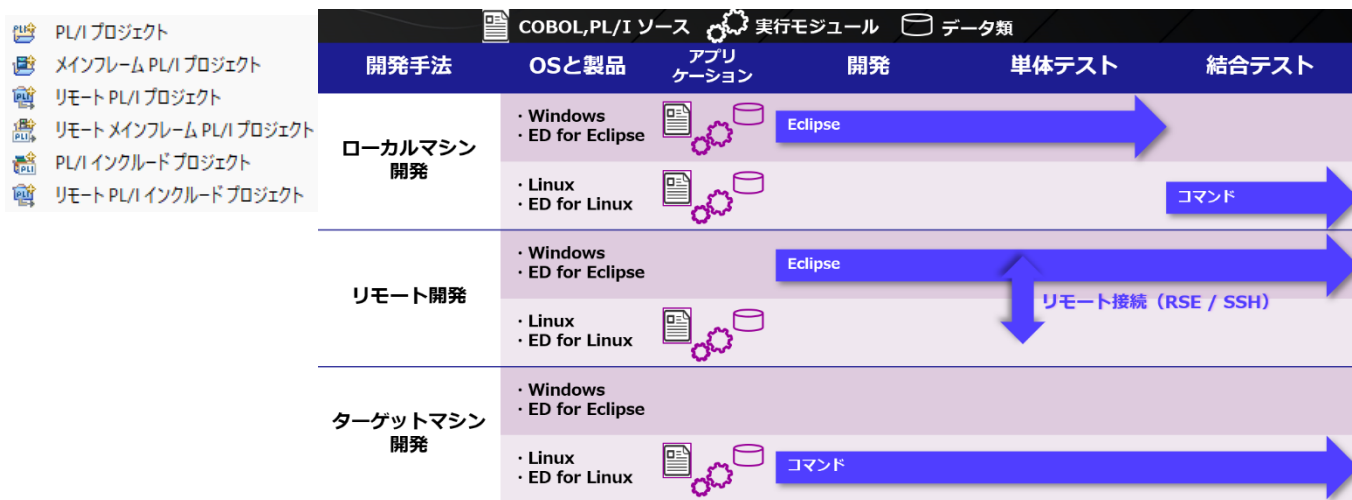 PL/I プロジェクト
メインフレーム PL/I プロジェクト
リモート PL/I プロジェクト
リモート メインフレーム PL/I プロジェクト
PL/I インクルード プロジェクト
リモート PL/I インクルード プロジェクト
COBOL,PL/I ソース 実行モジュール データ類
開発手法 OSと製品 アプリ
ケーション 開発 単体テスト 結合テスト
ローカルマシン
開発
・Windows
・ED for Eclipse
Eclipse
・Linux
・ED for Linux
コマンド
リモート開発
・Windows
・ED for Eclipse
Eclipse
リモート接続（RSE / SSH）
・Linux
・ED for Linux
ターゲットマシン
開発
・Windows
・ED for Eclipse
・Linux
・ED for Linux
コマンド